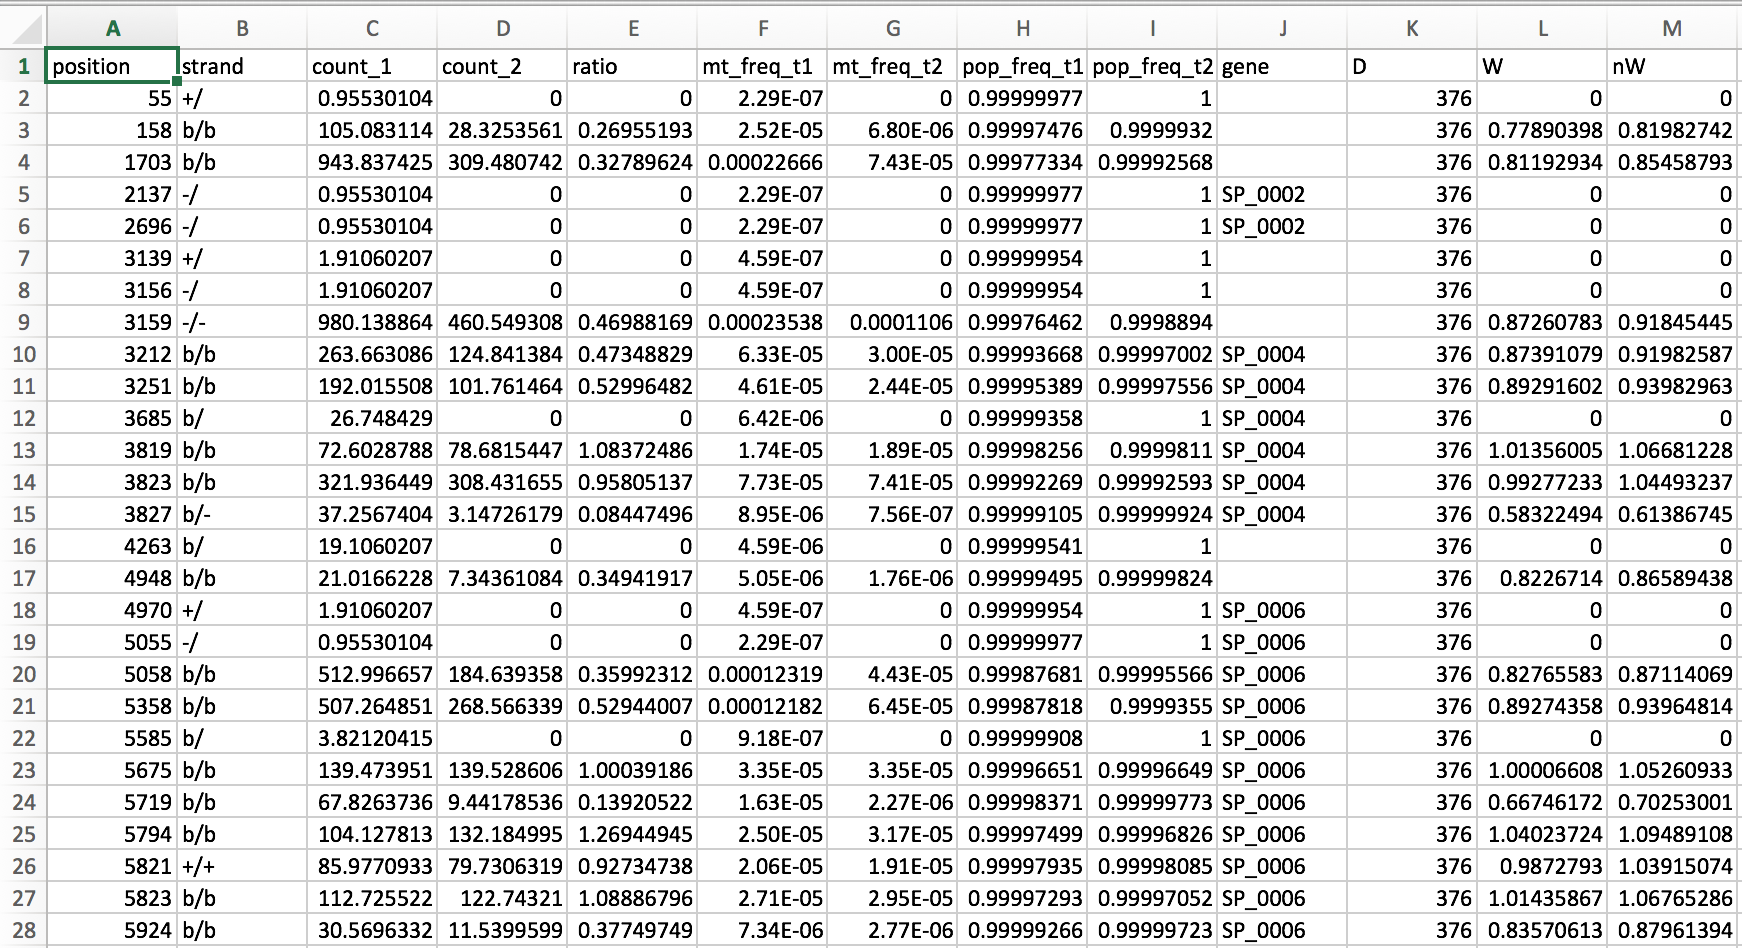 A B C D E F G H I J K L M
1 position strand count_1 count_2 ratio mt_freq_t1 mt_freq_t2 pop_freq_t1 pop_freq_t2 gene D W nW
2 55 +/ 0.95530104 0 0 2.29E-07 0 0.99999977 1 376 0 0
3 158 b/b 105.083114 28.3253561 0.26955193 2.52E-05 6.80E-06 0.99997476 0.9999932 376 0.77890398 0.81982742
4 1703 b/b 943.837425 309.480742 0.32789624 0.00022666 7.43E-05 0.99977334 0.99992568 376 0.81192934 0.85458793
5 2137 -/ 0.95530104 0 0 2.29E-07 0 0.99999977 1 SP_0002 376 0 0
6 2696 -/ 0.95530104 0 0 2.29E-07 0 0.99999977 1 SP_0002 376 0 0
7 3139 +/ 1.91060207 0 0 4.59E-07 0 0.99999954 1 376 0 0
8 3156 -/ 1.91060207 0 0 4.59E-07 0 0.99999954 1 376 0 0
9 3159 -/- 980.138864 460.549308 0.46988169 0.00023538 0.0001106 0.99976462 0.9998894 376 0.87260783 0.91845445
10 3212 b/b 263.663086 124.841384 0.47348829 6.33E-05 3.00E-05 0.99993668 0.99997002 SP_0004 376 0.87391079 0.91982587
11 3251 b/b 192.015508 101.761464 0.52996482 4.61E-05 2.44E-05 0.99995389 0.99997556 SP_0004 376 0.89291602 0.93982963
12 3685 b/ 26.748429 0 0 6.42E-06 0 0.99999358 1 SP_0004 376 0 0
13 3819 b/b 72.6028788 78.6815447 1.08372486 1.74E-05 1.89E-05 0.99998256 0.9999811 SP_0004 376 1.01356005 1.06681228
14 3823 b/b 321.936449 308.431655 0.95805137 7.73E-05 7.41E-05 0.99992269 0.99992593 SP_0004 376 0.99277233 1.04493237
15 3827 b/- 37.2567404 3.14726179 0.08447496 8.95E-06 7.56E-07 0.99999105 0.99999924 SP_0004 376 0.58322494 0.61386745
16 4263 b/ 19.1060207 0 0 4.59E-06 0 0.99999541 1 376 0 0
17 4948 b/b 21.0166228 7.34361084 0.34941917 5.05E-06 1.76E-06 0.99999495 0.99999824 376 0.8226714 0.86589438
18 4970 +/ 1.91060207 0 0 4.59E-07 0 0.99999954 1 SP_0006 376 0 0
19 5055 -/ 0.95530104 0 0 2.29E-07 0 0.99999977 1 SP_0006 376 0 0
20 5058 b/b 512.996657 184.639358 0.35992312 0.00012319 4.43E-05 0.99987681 0.99995566 SP_0006 376 0.82765583 0.87114069
21 5358 b/b 507.264851 268.566339 0.52944007 0.00012182 6.45E-05 0.99987818 0.9999355 SP_0006 376 0.89274358 0.93964814
22 5585 b/ 3.82120415 0 0 9.18E-07 0 0.99999908 1 SP_0006 376 0 0
23 5675 b/b 139.473951 139.528606 1.00039186 3.35E-05 3.35E-05 0.99996651 0.99996649 SP_0006 376 1.00006608 1.05260933
24 5719 b/b 67.8263736 9.44178536 0.13920522 1.63E-05 2.27E-06 0.99998371 0.99999773 SP_0006 376 0.66746172 0.70253001
25 5794 b/b 104.127813 132.184995 1.26944945 2.50E-05 3.17E-05 0.99997499 0.99996826 SP_0006 376 1.04023724 1.09489108
26 5821 +/+ 85.9770933 79.7306319 0.92734738 2.06E-05 1.91E-05 0.99997935 0.99998085 SP_0006 376 0.9872793 1.03915074
27 5823 b/b 112.725522 122.74321 1.08886796 2.71E-05 2.95E-05 0.99997293 0.99997052 SP_0006 376 1.01435867 1.06765286
28 5924 b/b 30.5696332 11.5399599 0.37749749 7.34E-06 2.77E-06 0.99999266 0.99999723 SP_0006 376 0.83570613 0.87961394